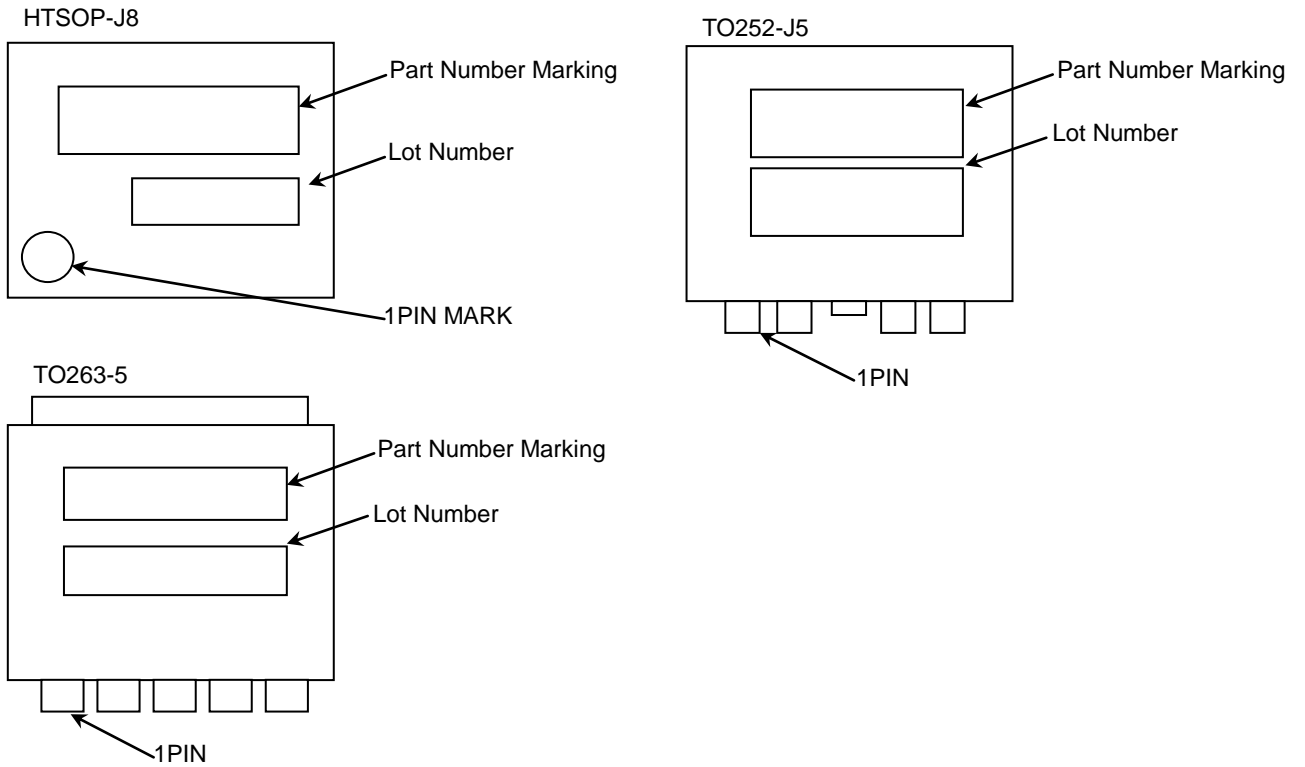 HTSOP-J8
Part Number Marking
Lot Number
1PIN MARK
TO252-J5
Part Number Marking
Lot Number
1PIN
TO263-5
Part Number Marking
Lot Number
1PIN